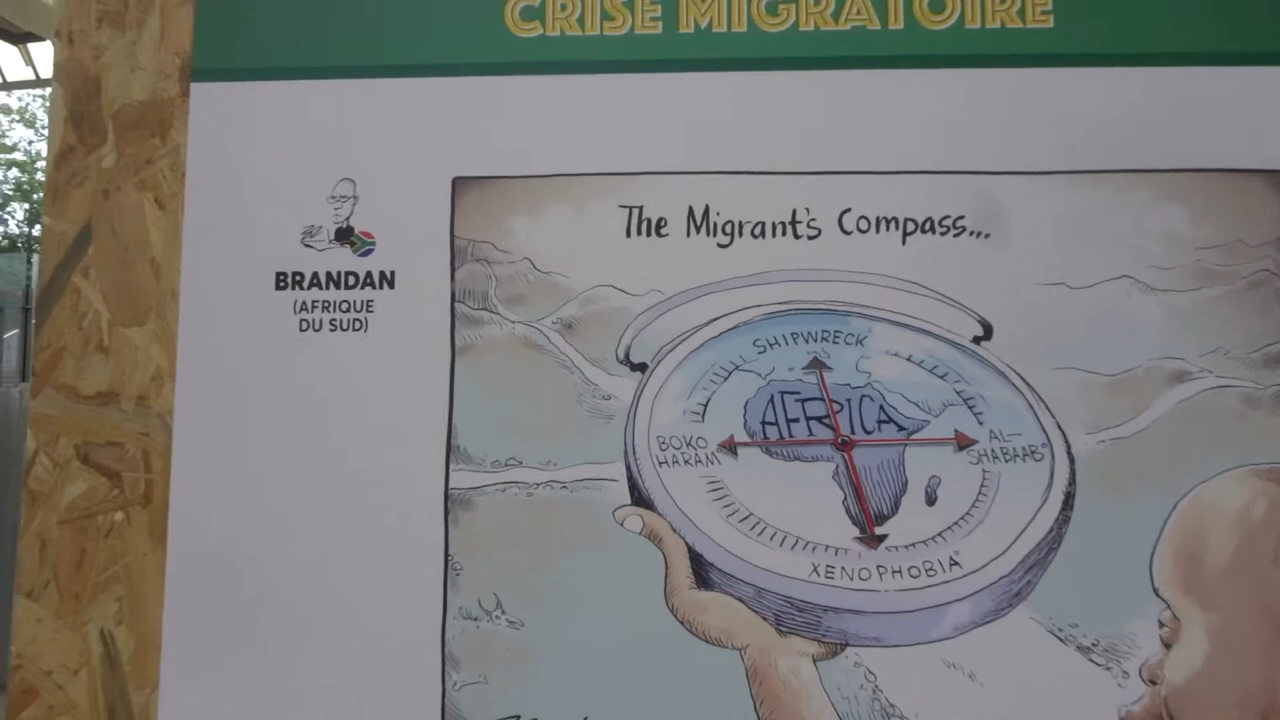 CRISE MIGRATOIRE
BRANDAN
(AFRIQUE
DU SUD)
The Migrant's Compass...
SHIPWRECK
AFRICA
BOKO
HARAM
AL-
SHABAAB
XENOPHOBIA